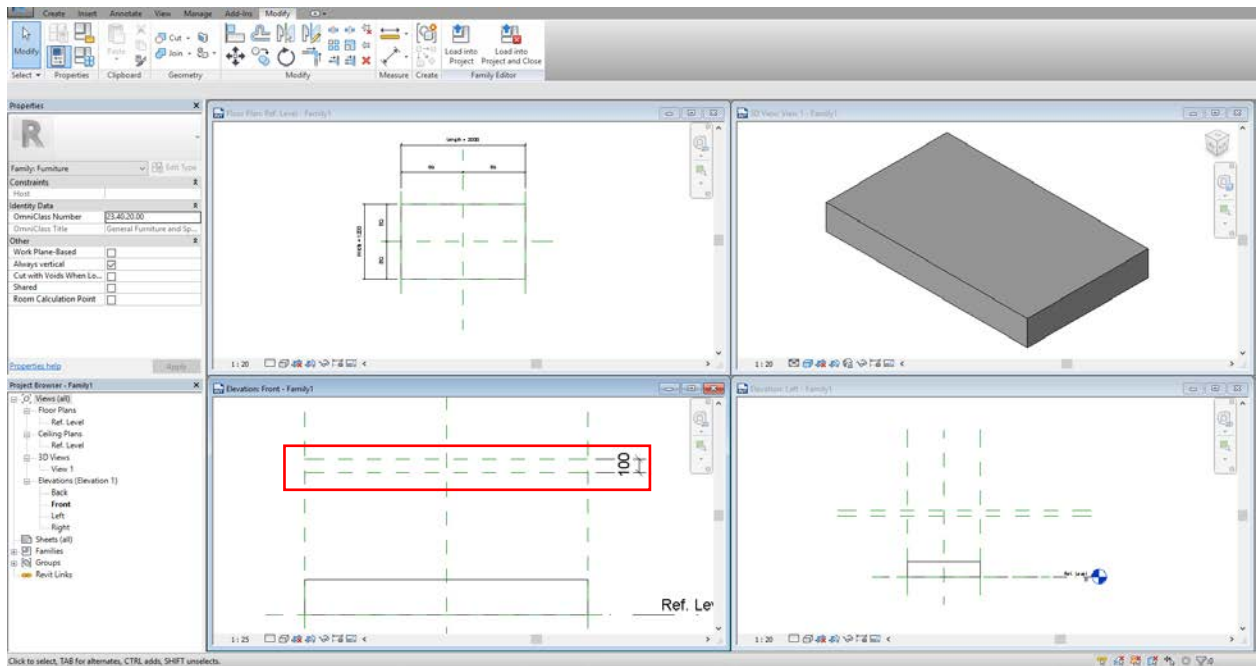 Create Insert Annotate View Manage Add-Ins Modify
Modify
Paste
Cut
Join
Load into Project
Load into Project and Close
Select Properties Clipboard Geometry Modify Measure Create Family Editor
Properties
Family: Furniture
Edit Type
Constraints
Host
Identity Data
OmniClass Number 23.40.20.00
OmniClass Title General Furniture and Sp...
Other
Work Plane-Based
Always vertical
Cut with Voids When Lo...
Shared
Room Calculation Point
Properties help
Apply
Project Browser - Family1
Views (all)
Floor Plans
Ref. Level
Ceiling Plans
Ref. Level
3D Views
View 1
Elevations (Elevation 1)
Back
Front
Left
Right
Sheets (all)
Families
Groups
Revit Links
Floor Plan: Ref. Level - Family1
EQ
EQ
EQ
EQ
1 : 20
3D View: View 1 - Family1
1 : 20
Elevation: Front - Family1
100
Ref. Lev
1 : 25
Elevation: Left - Family1
Ref. Level
1 : 20
Click to select, TAB for alternates, CTRL adds, SHIFT unselects.